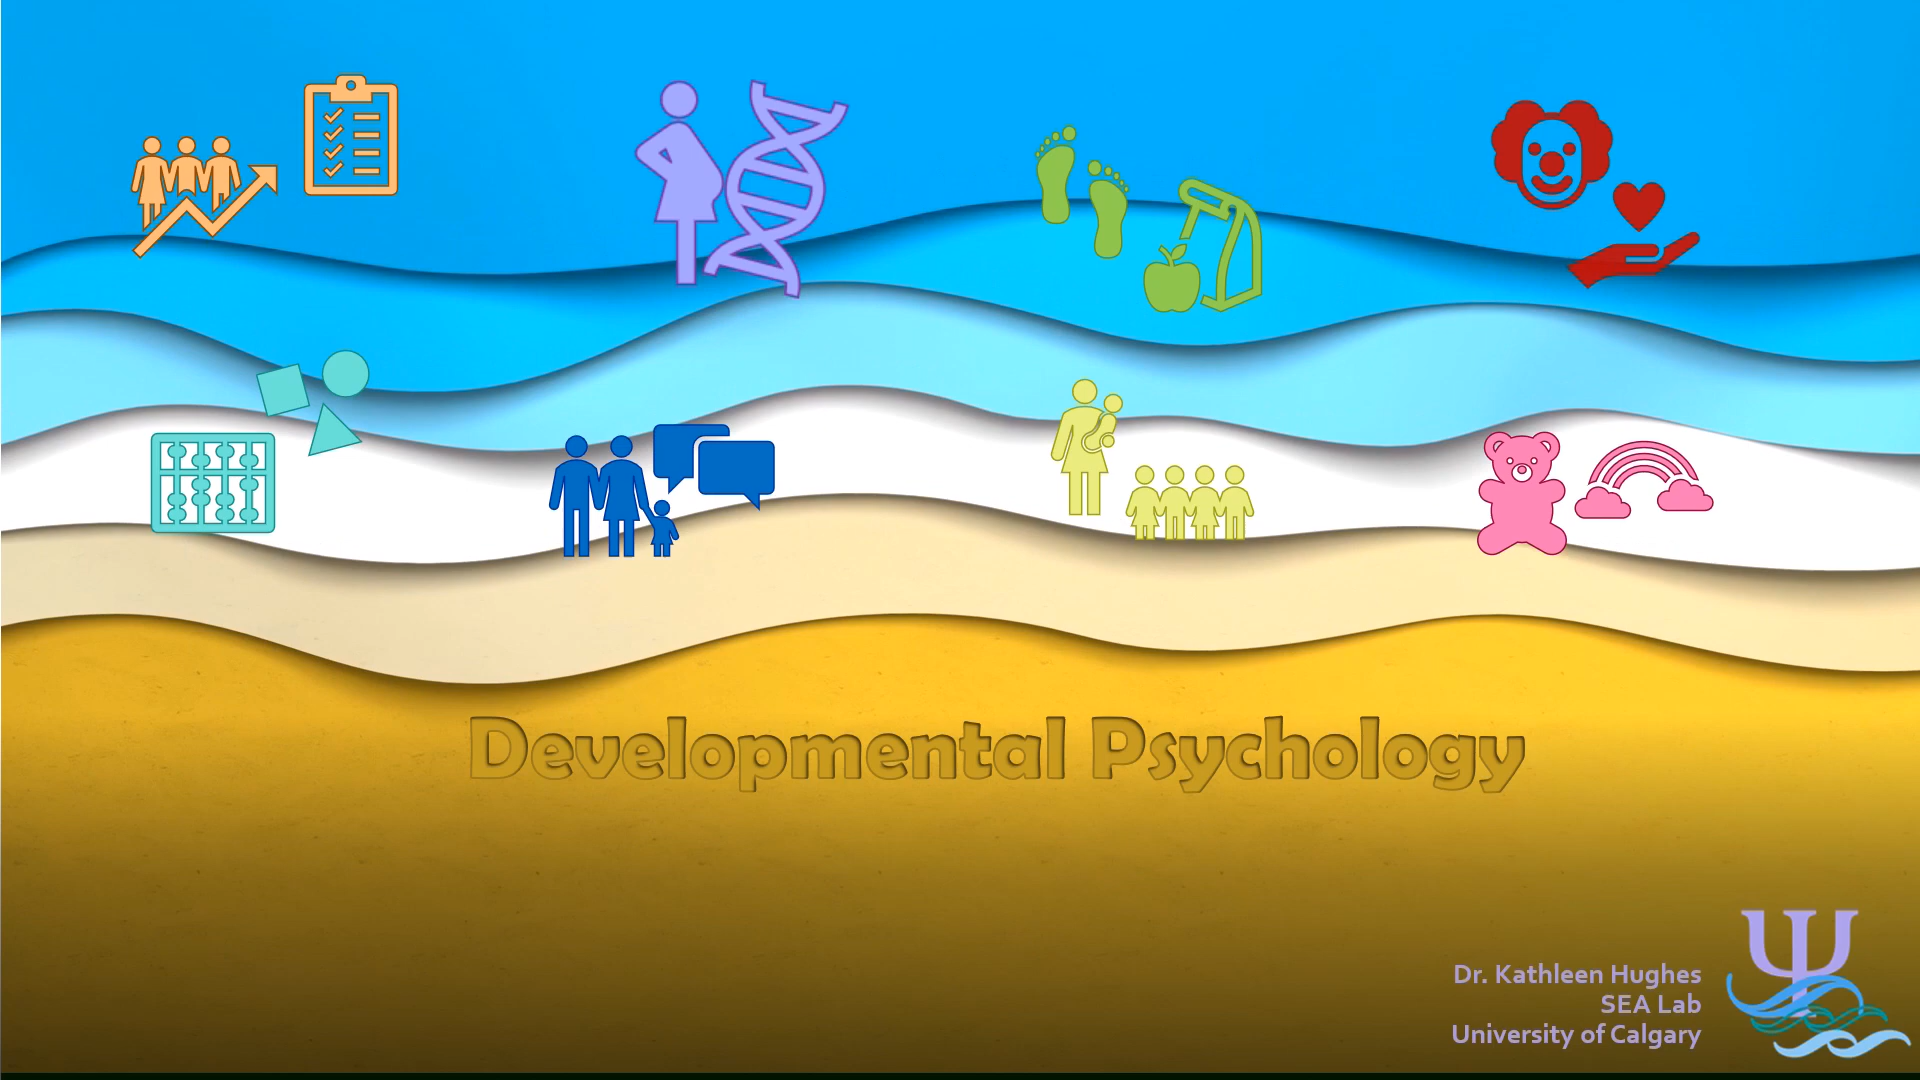 Developmental Psychology
Dr. Kathleen Hughes
SEA Lab
University of Calgary